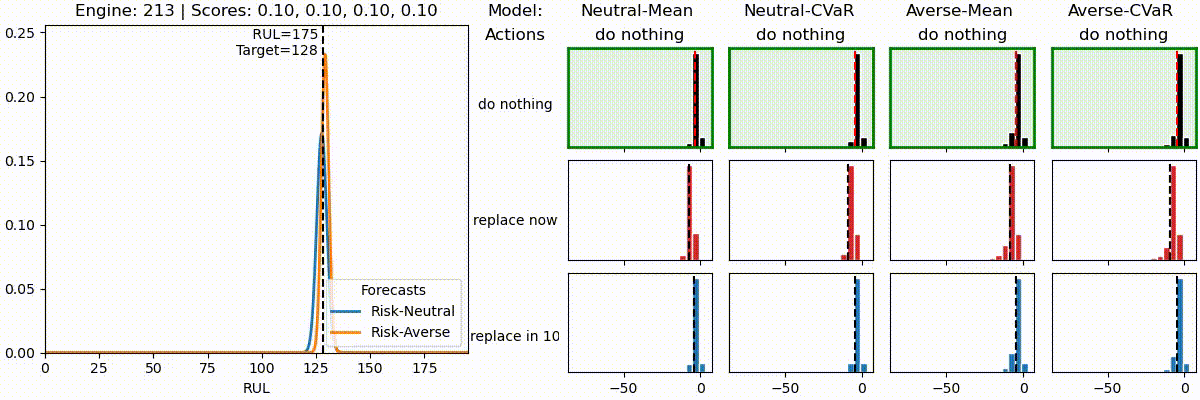 Engine: 213 | Scores: 0.10, 0.10, 0.10, 0.10
RUL=175
Target=128
0.25
0.20
0.15
0.10
0.05
0.00
Forecasts
Risk-Neutral
Risk-Averse
0 25 50 75 100 125 150 175
RUL
Model: Neutral-Mean Neutral-CVaR Averse-Mean Averse-CVaR
Actions do nothing do nothing do nothing do nothing
do nothing
replace now
replace in 10
−50 0 −50 0 −50 0 −50 0